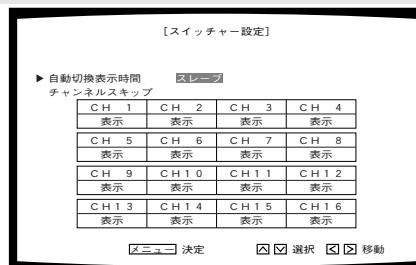 [スイッチャー設定]
▶ 自動切換表示時間 スレーブ
チャンネルスキップ
CH 1 CH 2 CH 3 CH 4
表示 表示 表示 表示
CH 5 CH 6 CH 7 CH 8
表示 表示 表示 表示
CH 9 CH10 CH11 CH12
表示 表示 表示 表示
CH13 CH14 CH15 CH16
表示 表示 表示 表示
メニュー 決定 ∧ ∨ 選択 < > 移動